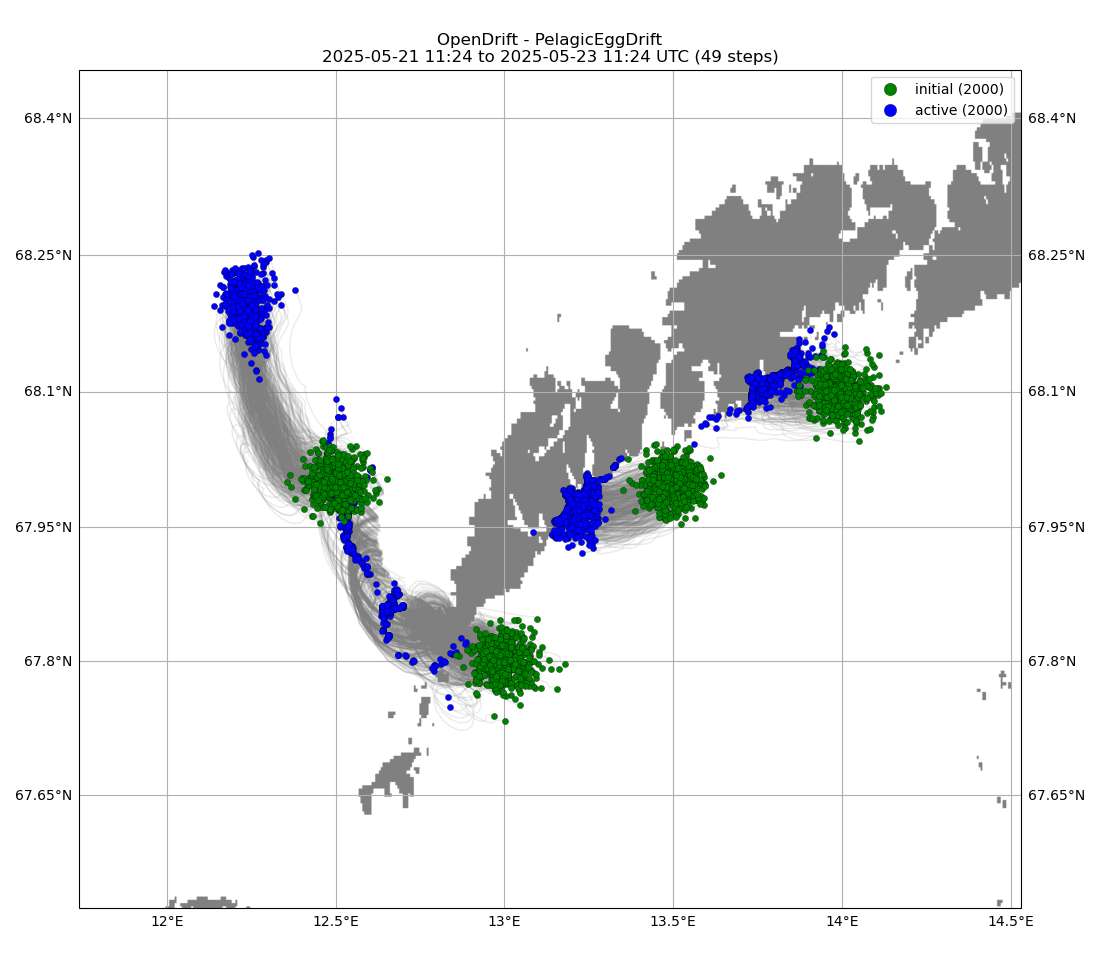 OpenDrift - PelagicEggDrift
2025-05-21 11:24 to 2025-05-23 11:24 UTC (49 steps)
initial (2000)
active (2000)
68.4°N
68.4°N
68.25°N
68.25°N
68.1°N
68.1°N
67.95°N
67.95°N
67.8°N
67.8°N
67.65°N
67.65°N
12°E
12.5°E
13°E
13.5°E
14°E
14.5°E